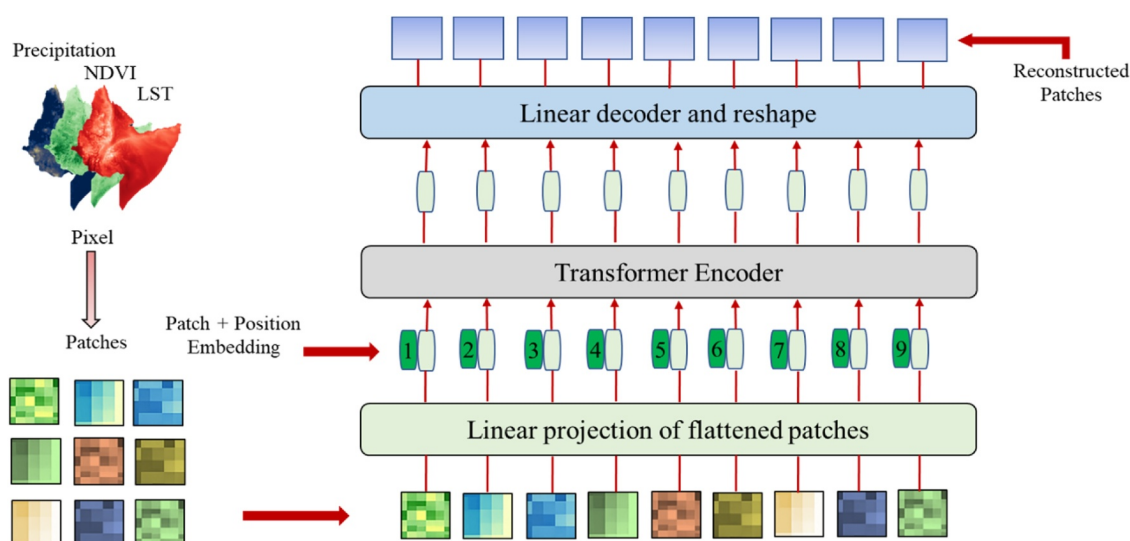 Precipitation
NDVI
LST
Pixel
Patches
Patch + Position
Embedding
Reconstructed
Patches
Linear decoder and reshape
Transformer Encoder
1 2 3 4 5 6 7 8 9
Linear projection of flattened patches